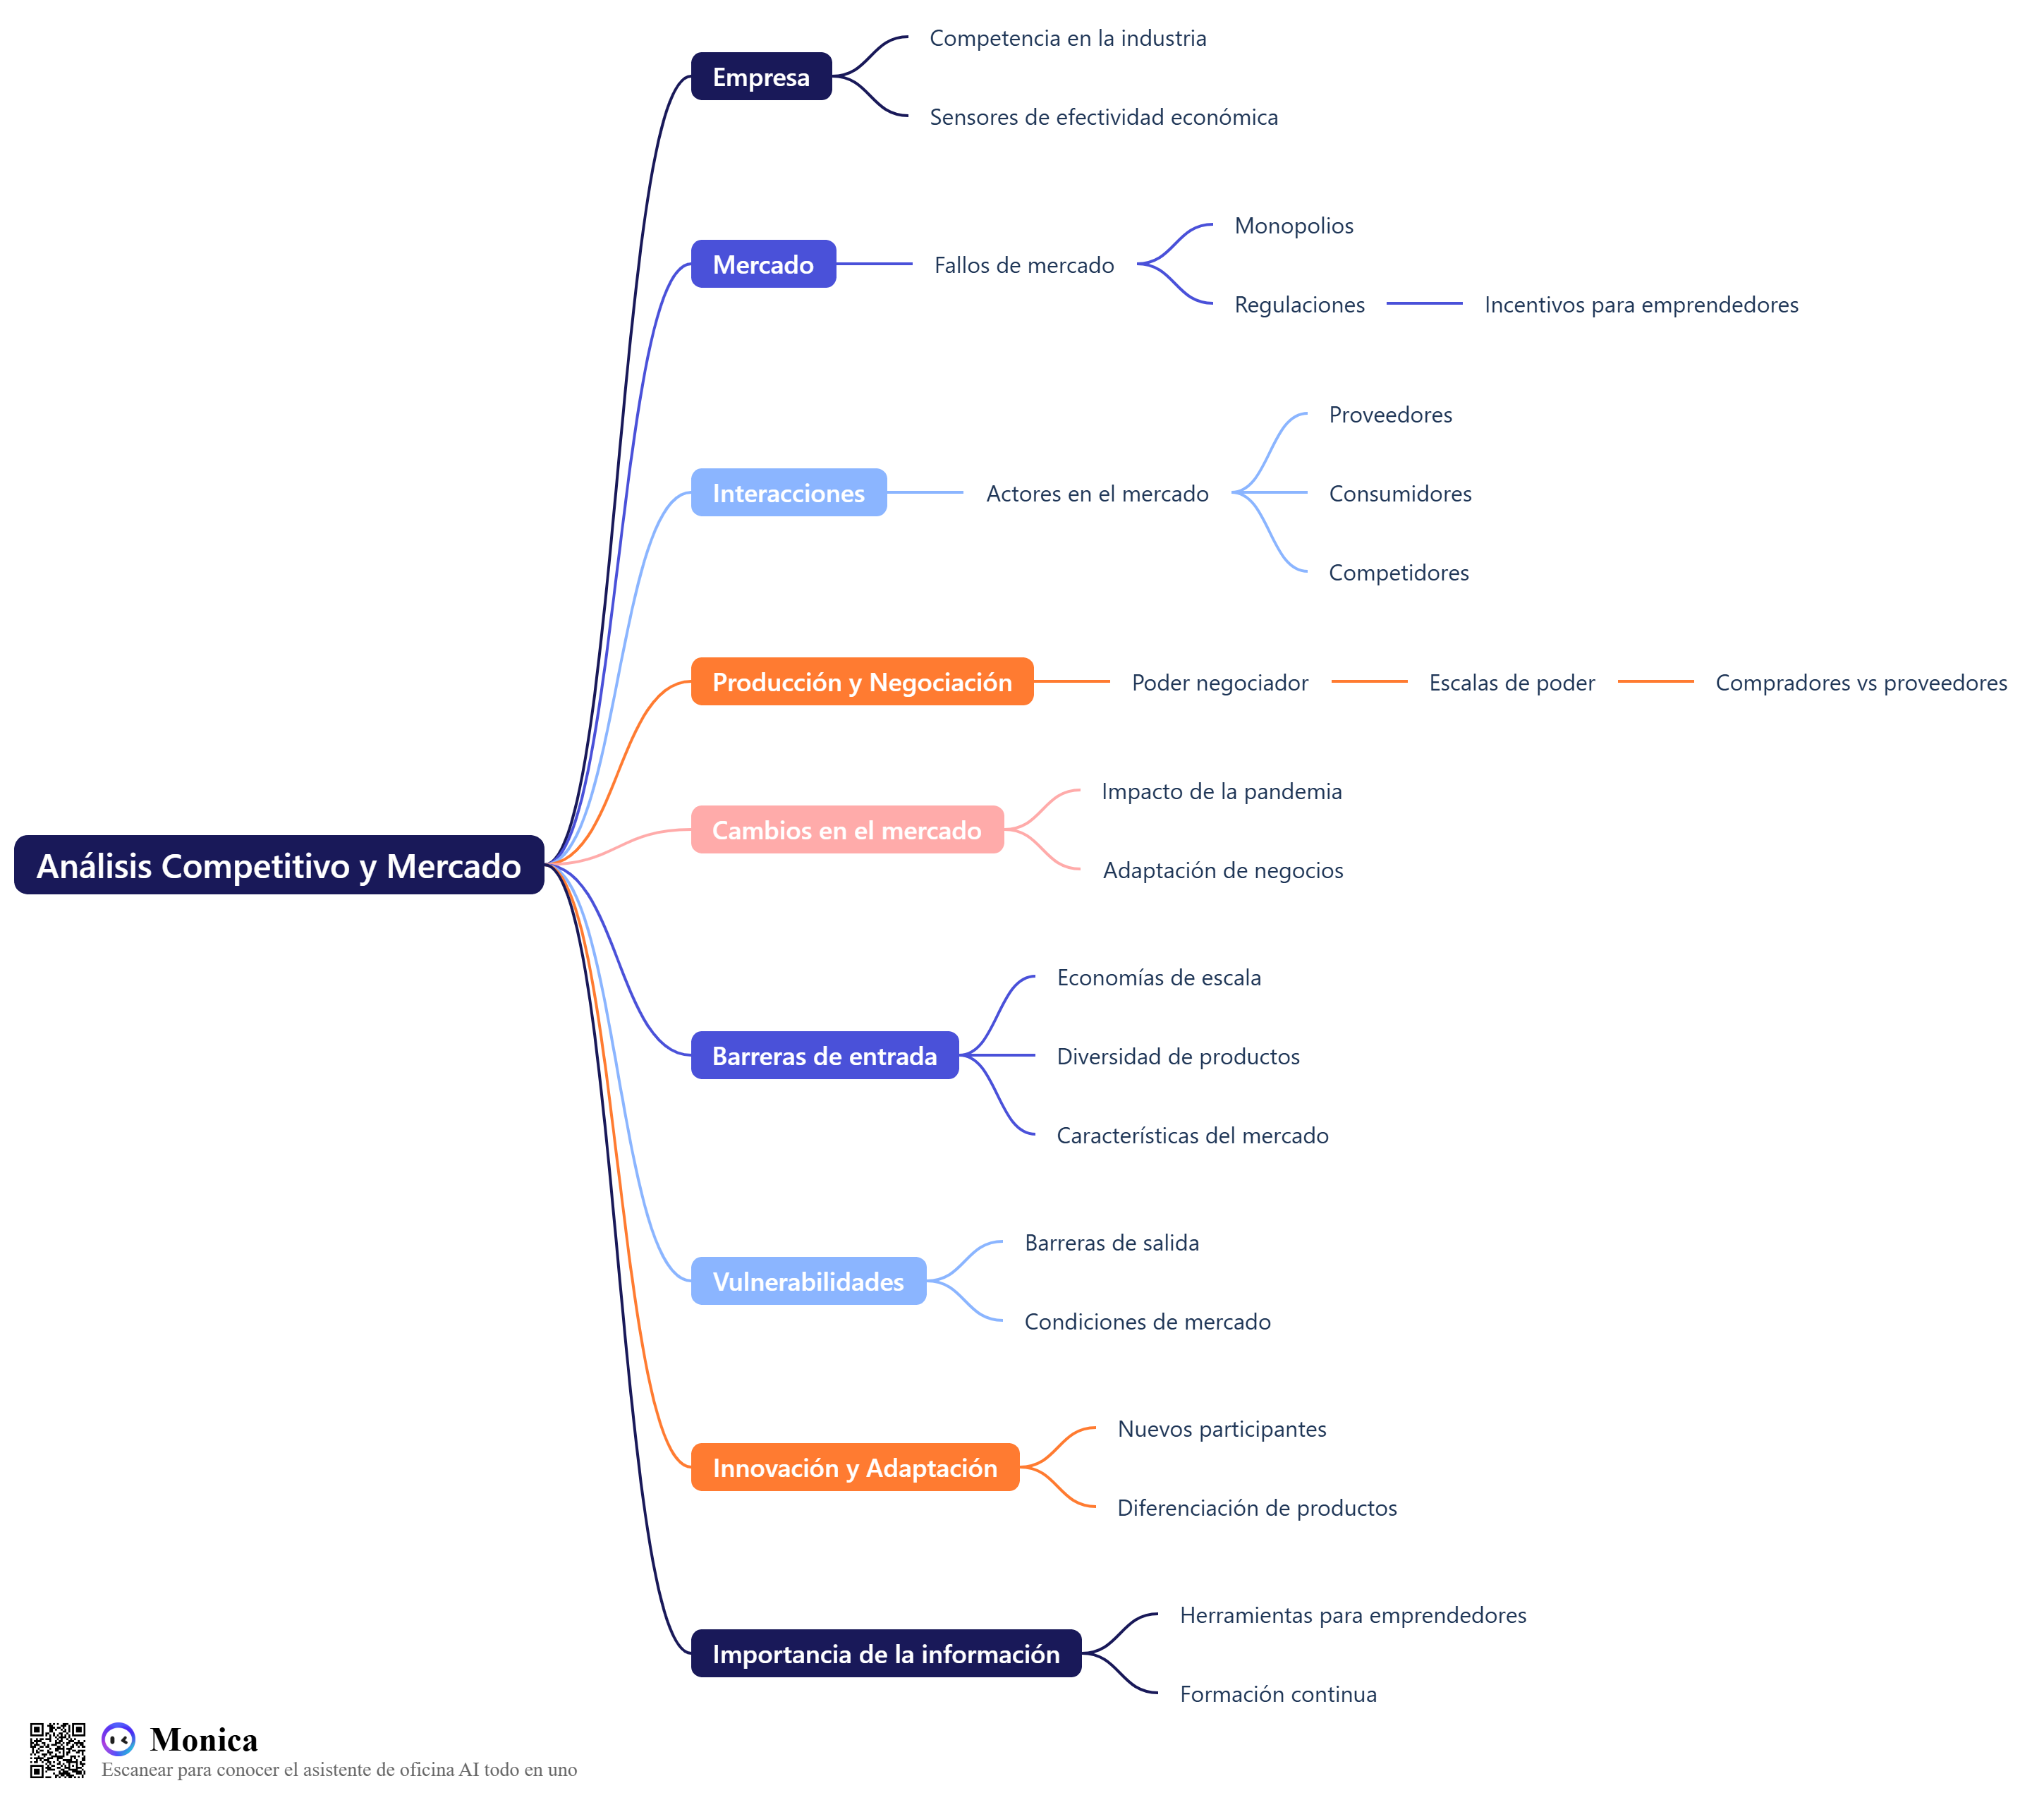 Análisis Competitivo y Mercado
Empresa
Competencia en la industria
Sensores de efectividad económica
Mercado
Fallos de mercado
Monopolios
Regulaciones
Incentivos para emprendedores
Interacciones
Actores en el mercado
Proveedores
Consumidores
Competidores
Producción y Negociación
Poder negociador
Escalas de poder
Compradores vs proveedores
Cambios en el mercado
Impacto de la pandemia
Adaptación de negocios
Barreras de entrada
Economías de escala
Diversidad de productos
Características del mercado
Vulnerabilidades
Barreras de salida
Condiciones de mercado
Innovación y Adaptación
Nuevos participantes
Diferenciación de productos
Importancia de la información
Herramientas para emprendedores
Formación continua
Monica
Escanear para conocer el asistente de oficina AI todo en uno